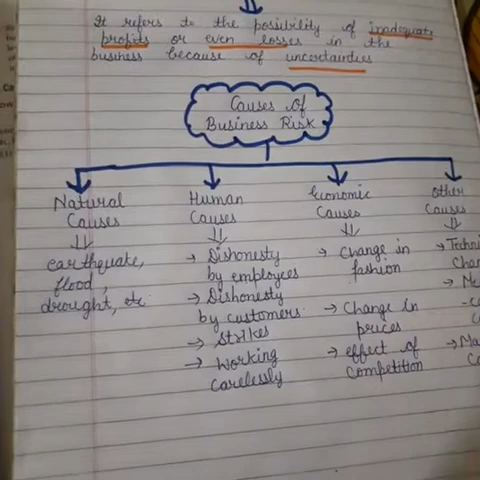 It refers to the possibility of inadequate
profits or even losses in the
business because of uncertainties
Causes of
Business Risk
Natural
Causes
earthquake,
flood,
drought, etc
Human
Causes
→ Dishonesty
by employees
→ Dishonesty
by customers
→ Strikes
→ Working
carelessly
Economic
Causes
→ Change in
fashion
→ Change in
prices
→ effect of
competition
Other
Causes